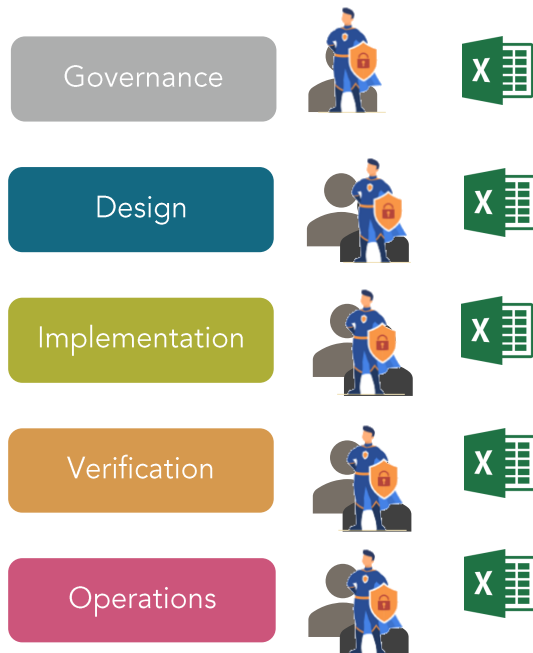 Governance
X
Design
X
Implementation
X
Verification
X
Operations
X